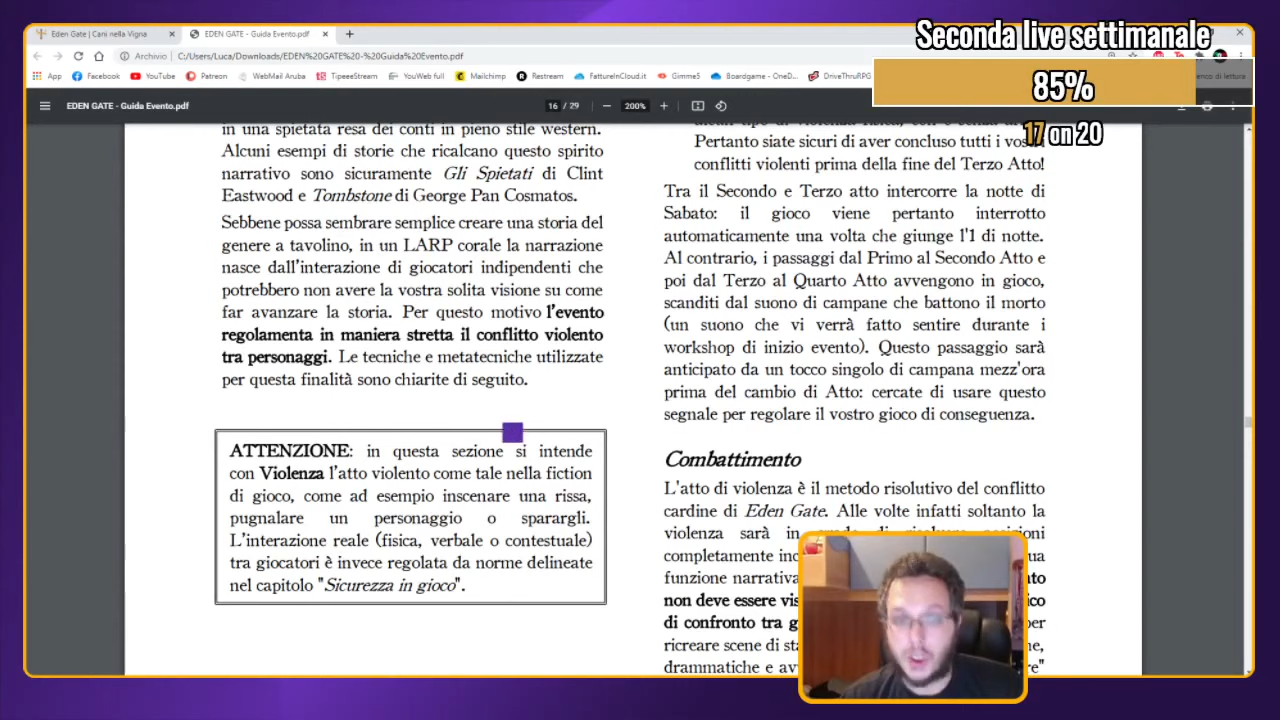 Seconda live settimanale
85%
17 on 20
Eden Gate | Cani nella Vigna
EDEN GATE - Guida Evento.pdf
Archivio | C:/Users/Luca/Downloads/EDEN%20GATE%20-%20Guida%20Evento.pdf
App Facebook YouTube Patreon WebMail Aruba TipeeeStream YouWeb full Mailchimp Restream FattureInCloud.it Gimme5 Boardgame - OneD... DriveThruRPG
EDEN GATE - Guida Evento.pdf
16 / 29
200%
in una spietata resa dei conti in pieno stile western.
Alcuni esempi di storie che ricalcano questo spirito
narrativo sono sicuramente Gli Spietati di Clint
Eastwood e Tombstone di George Pan Cosmatos.
Sebbene possa sembrare semplice creare una storia del
genere a tavolino, in un LARP corale la narrazione
nasce dall'interazione di giocatori indipendenti che
potrebbero non avere la vostra solita visione su come
far avanzare la storia. Per questo motivo l'evento
regolamenta in maniera stretta il conflitto violento
tra personaggi. Le tecniche e metatecniche utilizzate
per questa finalità sono chiarite di seguito.
ATTENZIONE: in questa sezione si intende
con Violenza l'atto violento come tale nella fiction
di gioco, come ad esempio inscenare una rissa,
pugnalare un personaggio o sparargli.
L'interazione reale (fisica, verbale o contestuale)
tra giocatori è invece regolata da norme delineate
nel capitolo "Sicurezza in gioco".
Pertanto siate sicuri di aver concluso tutti i vostri
conflitti violenti prima della fine del Terzo Atto!
Tra il Secondo e Terzo atto intercorre la notte di
Sabato: il gioco viene pertanto interrotto
automaticamente una volta che giunge l'1 di notte.
Al contrario, i passaggi dal Primo al Secondo Atto e
poi dal Terzo al Quarto Atto avvengono in gioco,
scanditi dal suono di campane che battono il morto
(un suono che vi verrà fatto sentire durante i
workshop di inizio evento). Questo passaggio sarà
anticipato da un tocco singolo di campana mezz'ora
prima del cambio di Atto: cercate di usare questo
segnale per regolare il vostro gioco di conseguenza.
Combattimento
L'atto di violenza è il metodo risolutivo del conflitto
cardine di Eden Gate. Alle volte infatti soltanto la
violenza sarà in
completamente
funzione narrativa
non deve essere
di confronto tra
per
ricreare scene di
drammatiche e